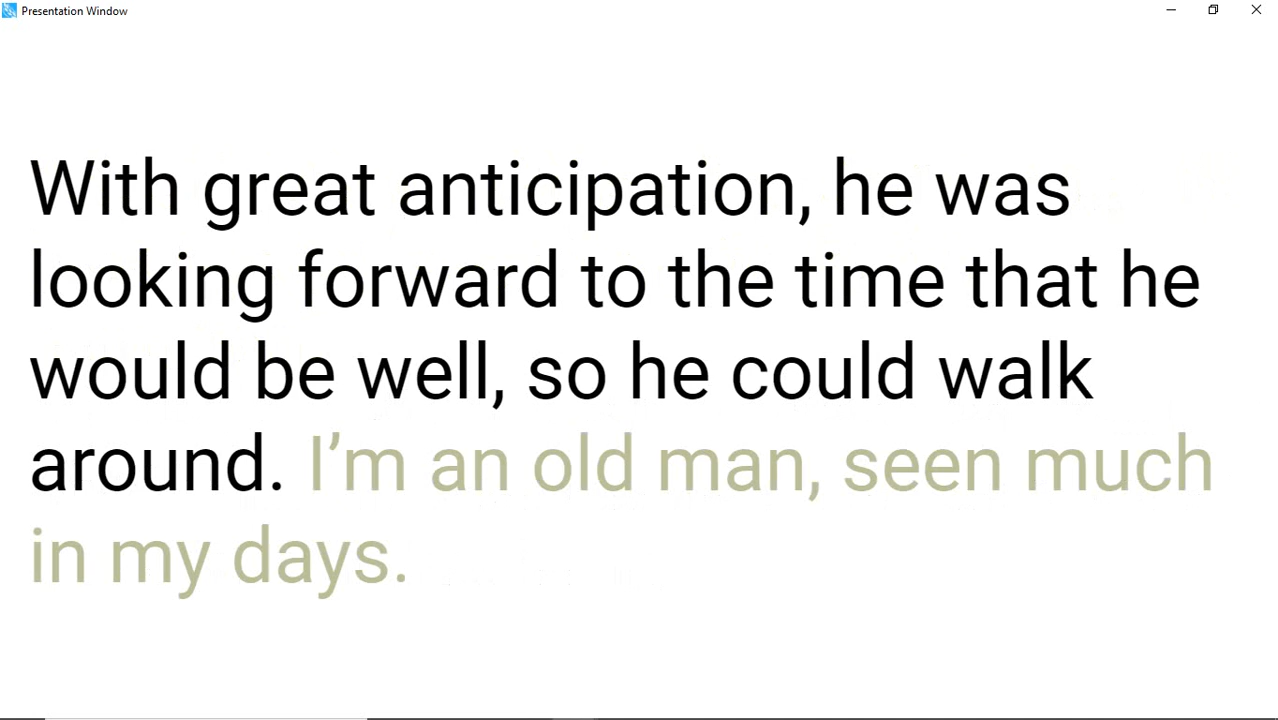 Presentation Window
With great anticipation, he was
looking forward to the time that he
would be well, so he could walk
around. I’m an old man, seen much
in my days.